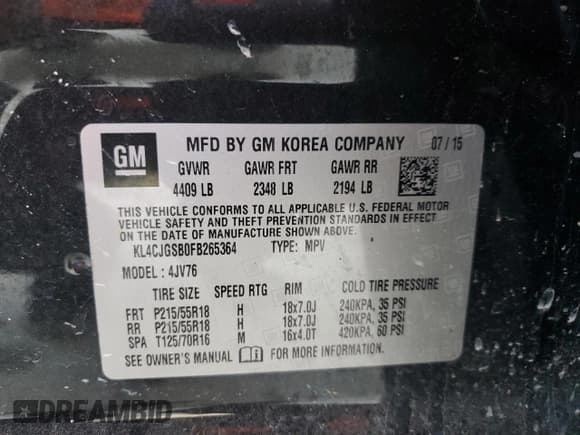 GM
MFD BY GM KOREA COMPANY 07/15
GVWR GAWR FRT GAWR RR
4409 LB 2348 LB 2194 LB
THIS VEHICLE CONFORMS TO ALL APPLICABLE U.S. FEDERAL MOTOR
VEHICLE SAFETY AND THEFT PREVENTION STANDARDS IN EFFECT
ON THE DATE OF MANUFACTURE SHOWN ABOVE.
KL4CJGSB0FB265364 TYPE: MPV
MODEL: 4JV76
TIRE SIZE SPEED RTG RIM COLD TIRE PRESSURE
FRT P215/55R18 H 18x7.0J 240KPA, 35 PSI
RR P215/55R18 H 18x7.0J 240KPA, 35 PSI
SPA T125/70R16 M 16x4.0T 420KPA, 60 PSI
SEE OWNER'S MANUAL FOR MORE INFORMATION.
DREAMBID